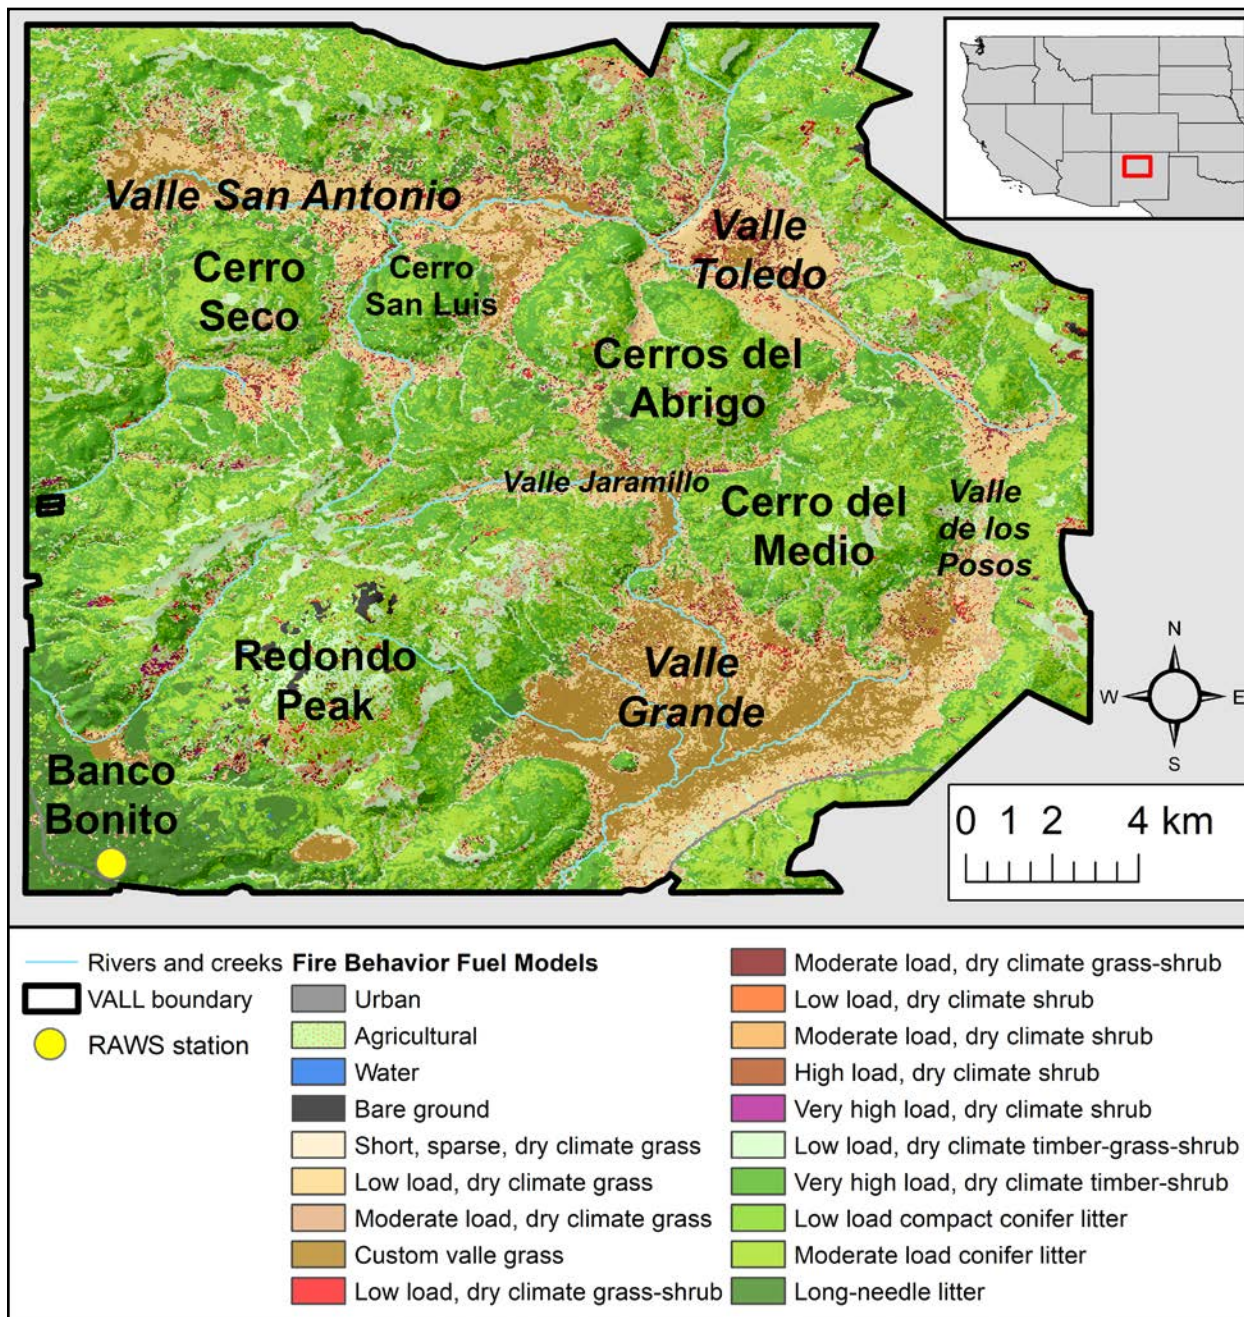 Valle San Antonio
Cerro
Seco
Cerro
San Luis
Valle
Toledo
Cerros del
Abrigo
Valle Jaramillo
Cerro del
Medio
Valle
de los
Posos
Redondo
Peak
Valle
Grande
Banco
Bonito
N
W E
S
0 1 2 4 km
Rivers and creeks
VALL boundary
RAWS station
Fire Behavior Fuel Models
Urban
Agricultural
Water
Bare ground
Short, sparse, dry climate grass
Low load, dry climate grass
Moderate load, dry climate grass
Custom valle grass
Low load, dry climate grass-shrub
Moderate load, dry climate grass-shrub
Low load, dry climate shrub
Moderate load, dry climate shrub
High load, dry climate shrub
Very high load, dry climate shrub
Low load, dry climate timber-grass-shrub
Very high load, dry climate timber-shrub
Low load compact conifer litter
Moderate load conifer litter
Long-needle litter